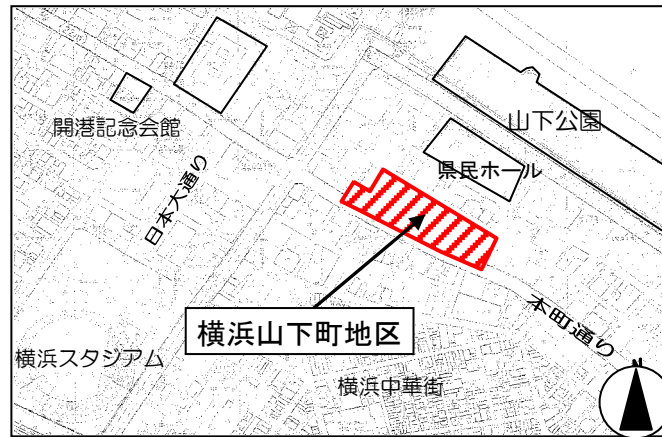 開港記念会館
山下公園
県民ホール
日本大通り
横浜山下町地区
本町通り
横浜スタジアム
横浜中華街